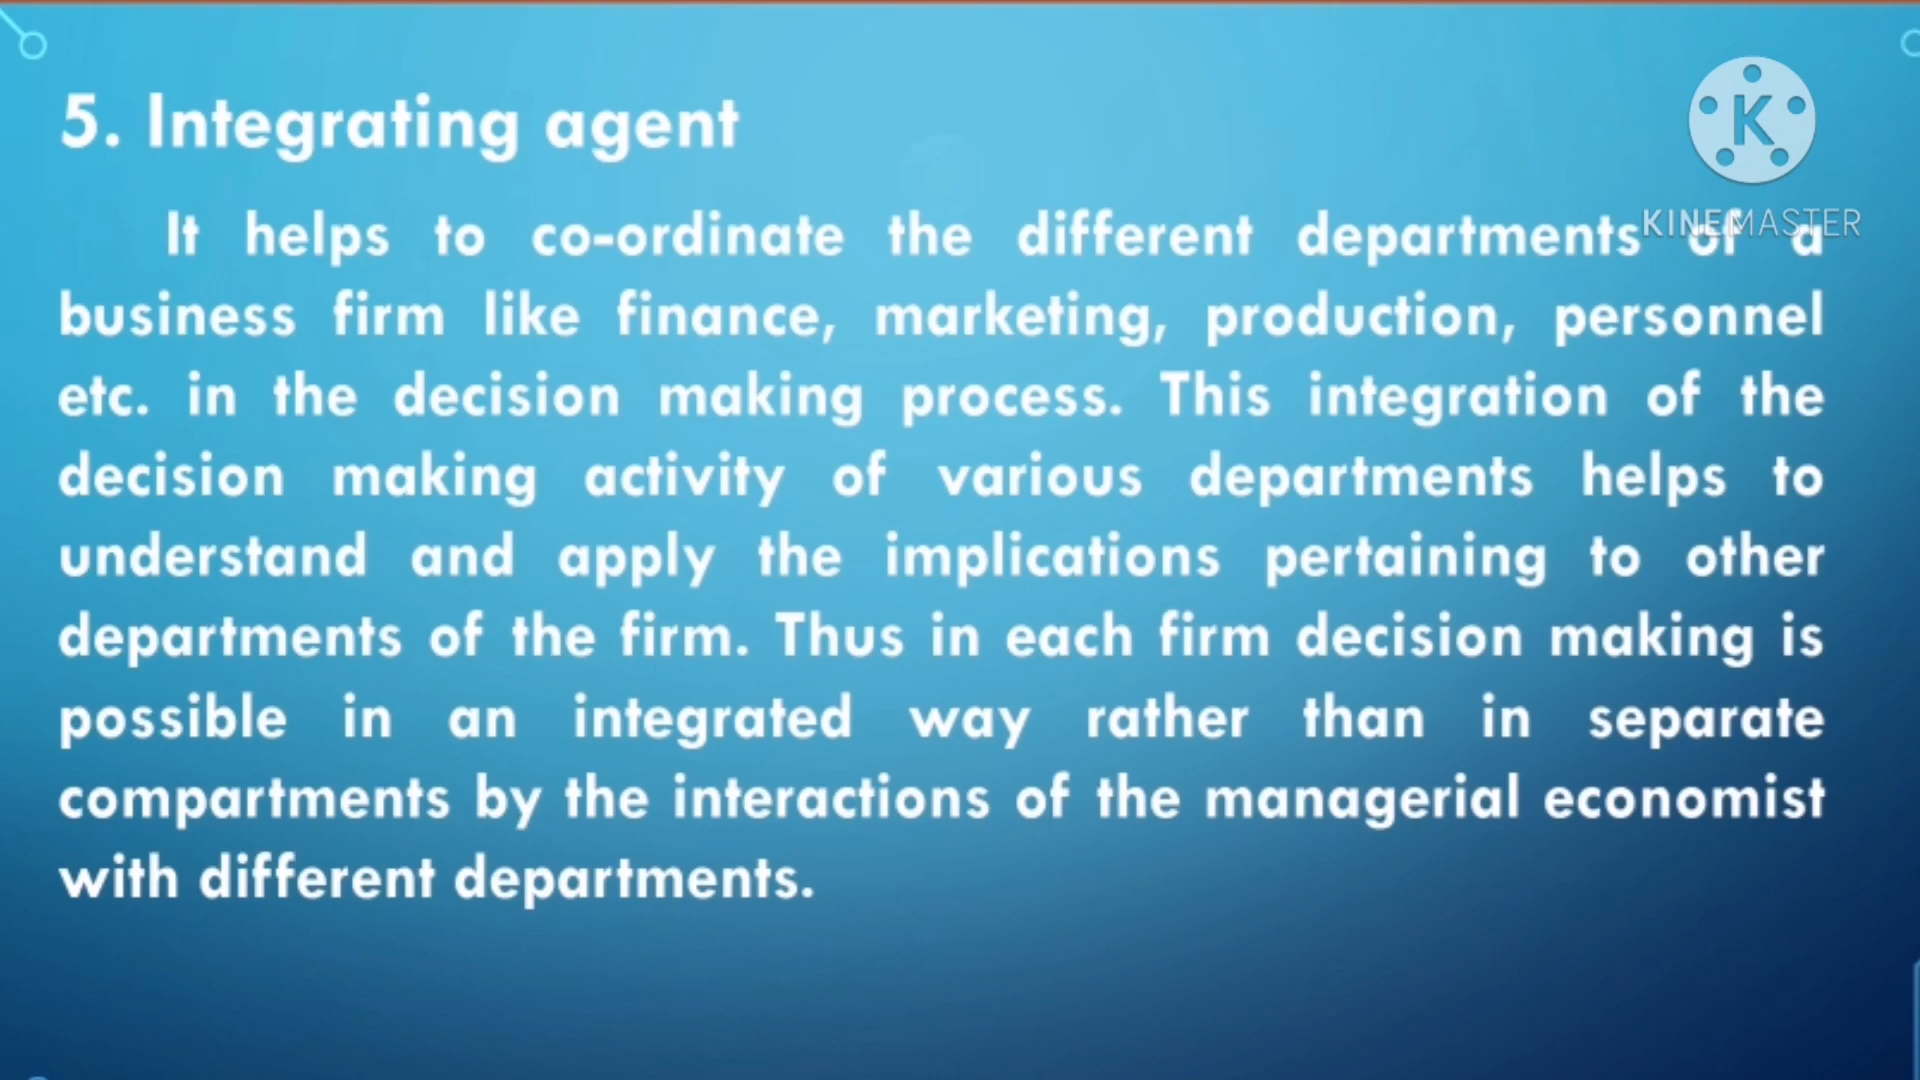 5. Integrating agent
K
KINEMASTER
It helps to co-ordinate the different departments of a
business firm like finance, marketing, production, personnel
etc. in the decision making process. This integration of the
decision making activity of various departments helps to
understand and apply the implications pertaining to other
departments of the firm. Thus in each firm decision making is
possible in an integrated way rather than in separate
compartments by the interactions of the managerial economist
with different departments.